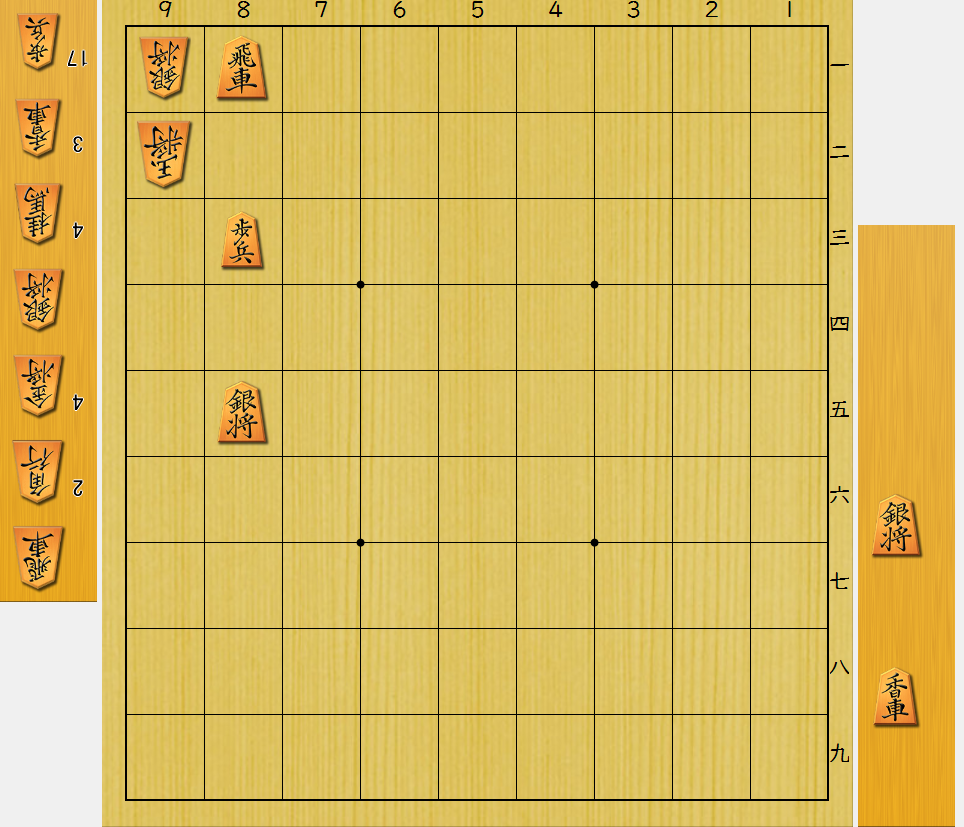 9 8 7 6 5 4 3 2 1
歩兵 17
香車 3
桂馬 4
銀将
金将 4
角行 2
飛車
銀将 飛車 一
玉将 二
歩兵 三
四
銀将 五
六
七
八
九
銀将
香車